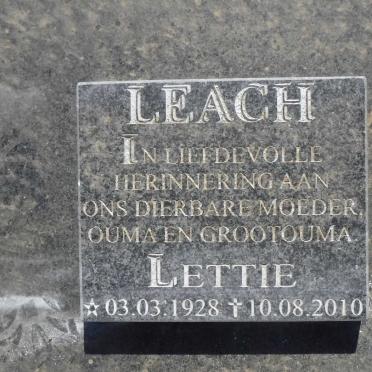 LEACH
IN LIEFDEVOLLE
HERINNERING AAN
ONS DIERBARE MOEDER,
OUMA EN GROOTOUMA
LETTIE
☆ 03.03.1928 ✝ 10.08.2010